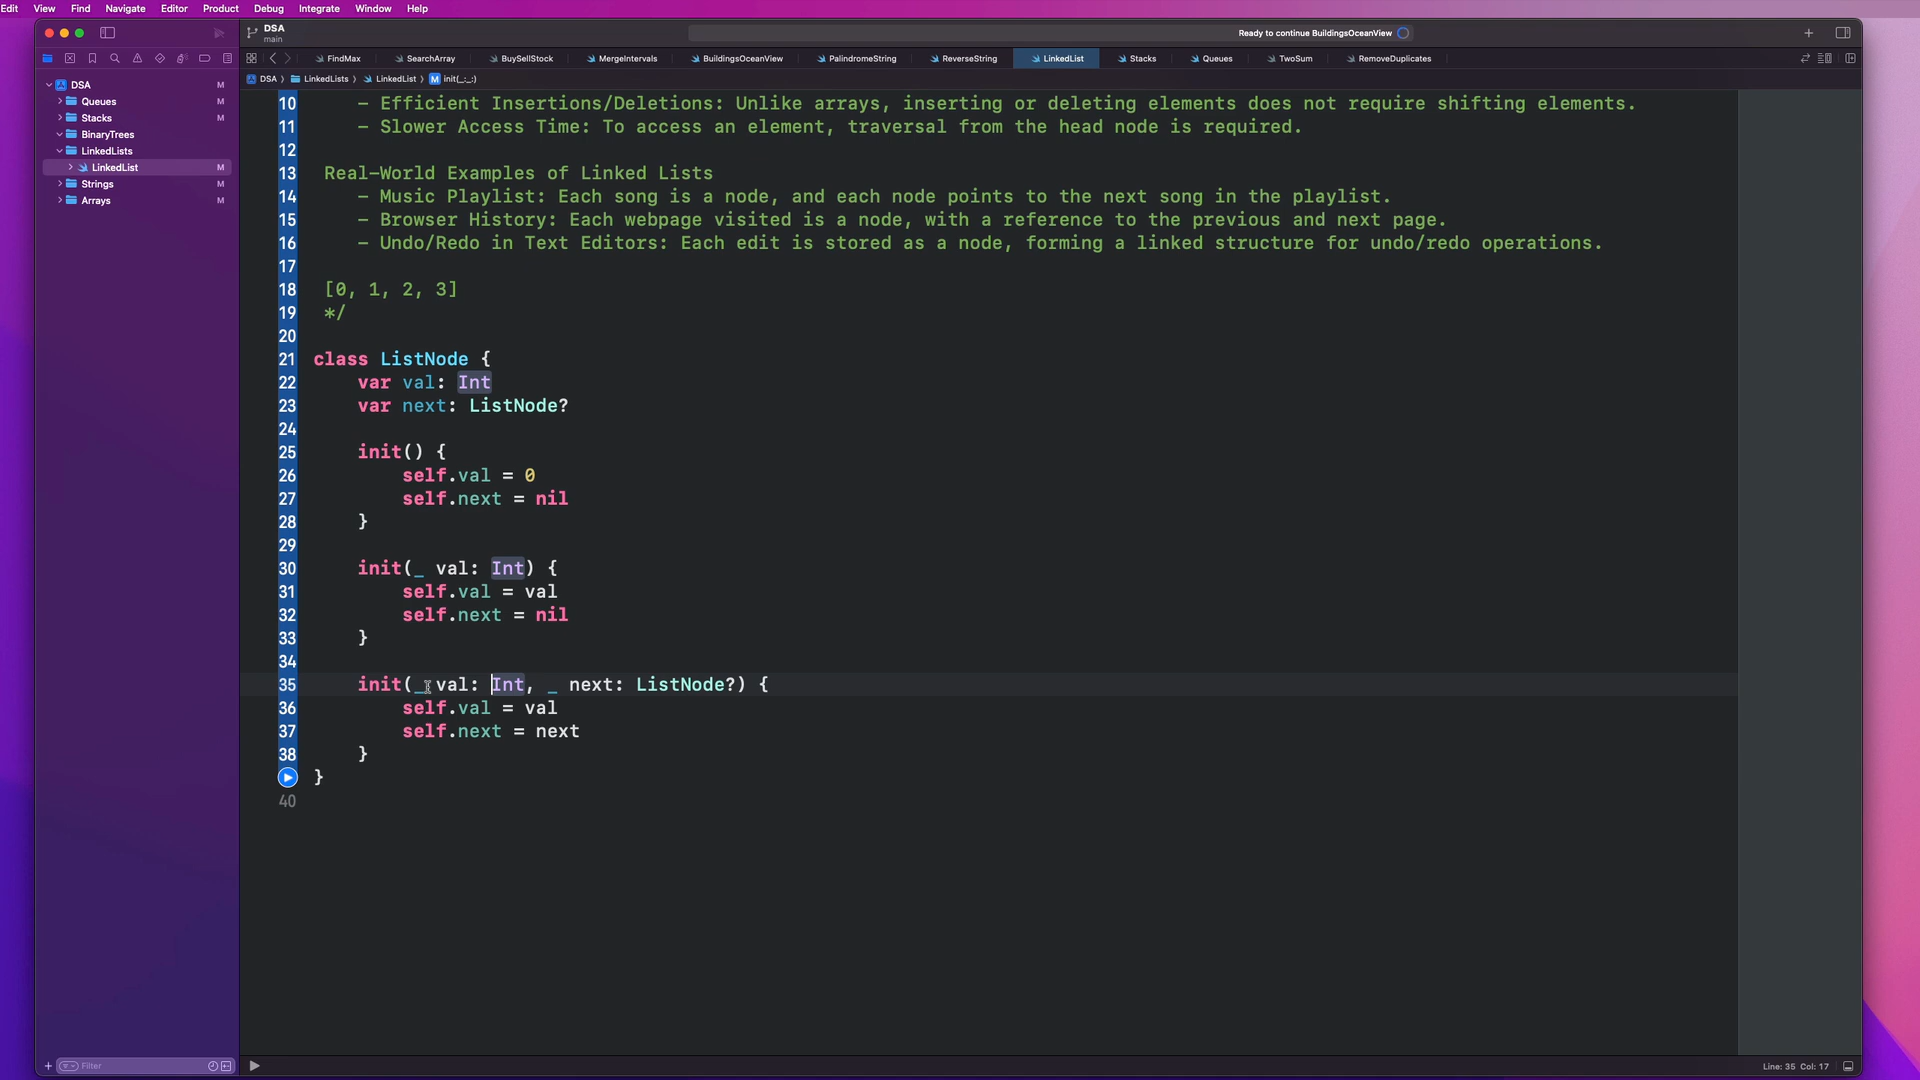 Edit View Find Navigate Editor Product Debug Integrate Window Help
DSA
main
Ready to continue BuildingsOceanView
FindMax SearchArray BuySellStock MergeIntervals BuildingsOceanView PalindromeString ReverseString LinkedList Stacks Queues TwoSum RemoveDuplicates
DSA LinkedLists LinkedList M init(_:_:)
DSA M
Queues M
Stacks M
BinaryTrees
LinkedLists
LinkedList M
Strings M
Arrays M
10 - Efficient Insertions/Deletions: Unlike arrays, inserting or deleting elements does not require shifting elements.
11 - Slower Access Time: To access an element, traversal from the head node is required.
12
13 Real-World Examples of Linked Lists
14 - Music Playlist: Each song is a node, and each node points to the next song in the playlist.
15 - Browser History: Each webpage visited is a node, with a reference to the previous and next page.
16 - Undo/Redo in Text Editors: Each edit is stored as a node, forming a linked structure for undo/redo operations.
17
18 [0, 1, 2, 3]
19 */
20
21 class ListNode {
22 var val: Int
23 var next: ListNode?
24
25 init() {
26 self.val = 0
27 self.next = nil
28 }
29
30 init(_ val: Int) {
31 self.val = val
32 self.next = nil
33 }
34
35 init(_ val: Int, _ next: ListNode?) {
36 self.val = val
37 self.next = next
38 }
}
40
Filter
Line: 35 Col: 17